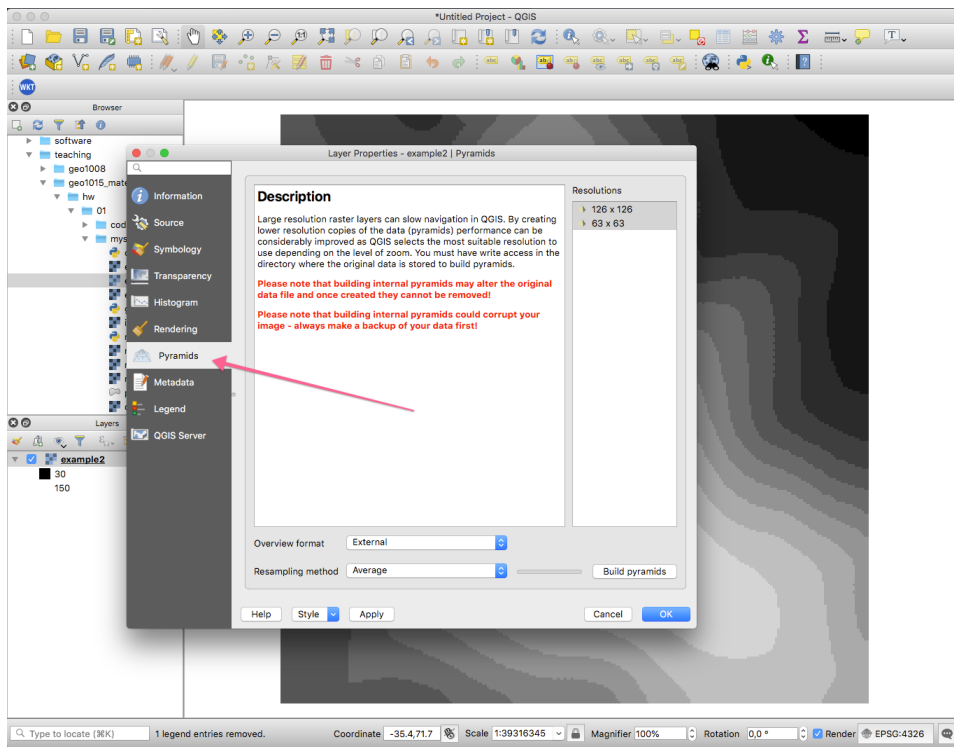 *Untitled Project - QGIS
WKT
Browser
software
teaching
geo1008
geo1015_mate
hw
01
cod
mys
Layers
example2
30
150
Layer Properties - example2 | Pyramids
Information
Source
Symbology
Transparency
Histogram
Rendering
Pyramids
Metadata
Legend
QGIS Server
Description
Large resolution raster layers can slow navigation in QGIS. By creating
lower resolution copies of the data (pyramids) performance can be
considerably improved as QGIS selects the most suitable resolution to
use depending on the level of zoom. You must have write access in the
directory where the original data is stored to build pyramids.
Please note that building internal pyramids may alter the original
data file and once created they cannot be removed!
Please note that building internal pyramids could corrupt your
image - always make a backup of your data first!
Resolutions
126 x 126
63 x 63
Overview format External
Resampling method Average Build pyramids
Help Style Apply Cancel OK
Type to locate (⌘K) 1 legend entries removed. Coordinate -35.4,71.7 Scale 1:39316345 Magnifier 100% Rotation 0,0 ° Render EPSG:4326